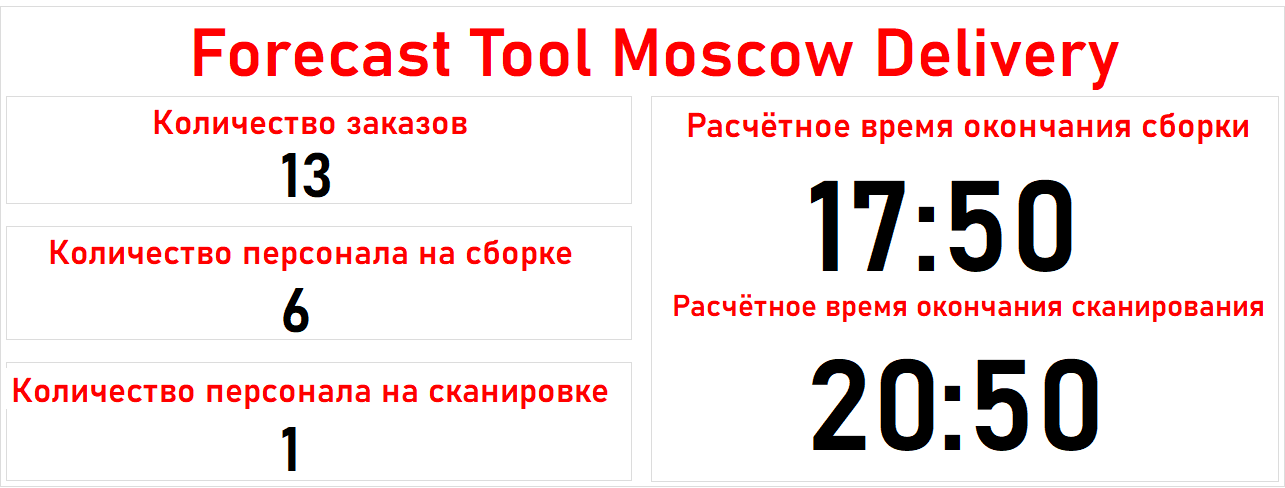 Forecast Tool Moscow Delivery
Количество заказов
13
Количество персонала на сборке
6
Количество персонала на сканировке
1
Расчётное время окончания сборки
17:50
Расчётное время окончания сканирования
20:50